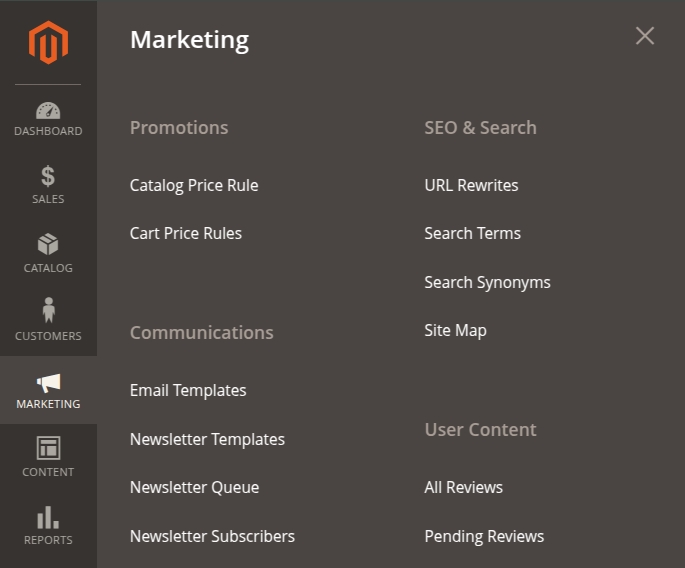 DASHBOARD
SALES
CATALOG
CUSTOMERS
MARKETING
CONTENT
REPORTS
Marketing
Promotions
Catalog Price Rule
Cart Price Rules
Communications
Email Templates
Newsletter Templates
Newsletter Queue
Newsletter Subscribers
SEO & Search
URL Rewrites
Search Terms
Search Synonyms
Site Map
User Content
All Reviews
Pending Reviews